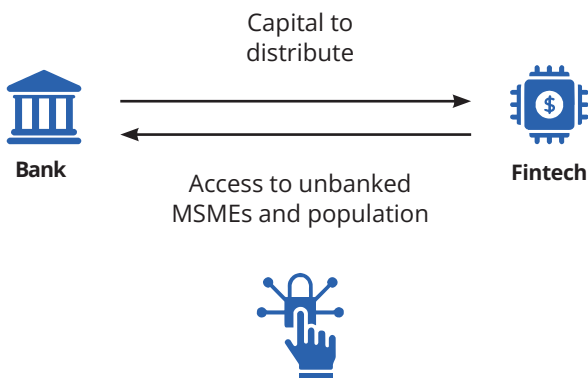 Capital to
distribute
Bank
$
Fintech
Access to unbanked
MSMEs and population